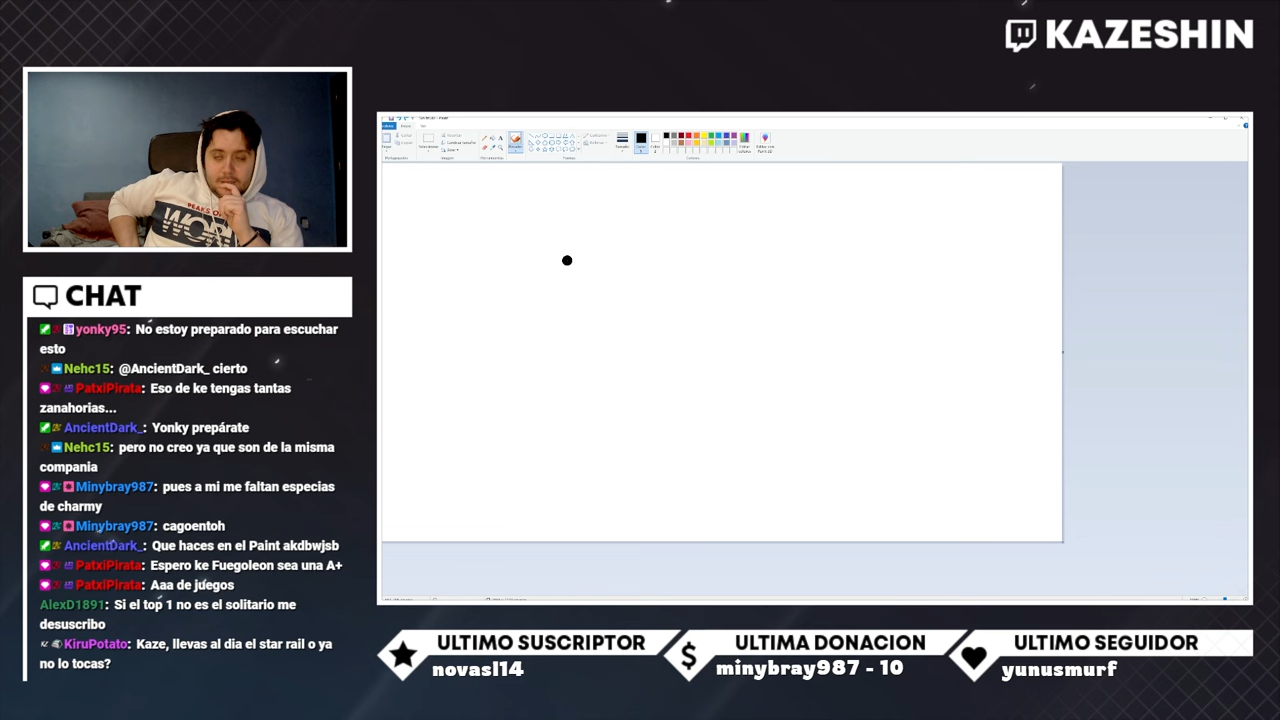 KAZESHIN
PEAKS OF
WORL
CHAT
yonky95: No estoy preparado para escuchar
esto
Nehc15: @AncientDark_ cierto
PatxiPirata: Eso de ke tengas tantas
zanahorias...
AncientDark_: Yonky prepárate
Nehc15: pero no creo ya que son de la misma
compania
Minybray987: pues a mi me faltan especias
de charmy
Minybray987: cagoentoh
AncientDark_: Que haces en el Paint akdbwjsb
PatxiPirata: Espero ke Fuegoleon sea una A+
PatxiPirata: Aaa de juegos
AlexD1891: Si el top 1 no es el solitario me
desuscribo
KiruPotato: Kaze, llevas al dia el star rail o ya
no lo tocas?
ULTIMO SUSCRIPTOR
novasl14
ULTIMA DONACION
minybray987 - 10
ULTIMO SEGUIDOR
yunusmurf